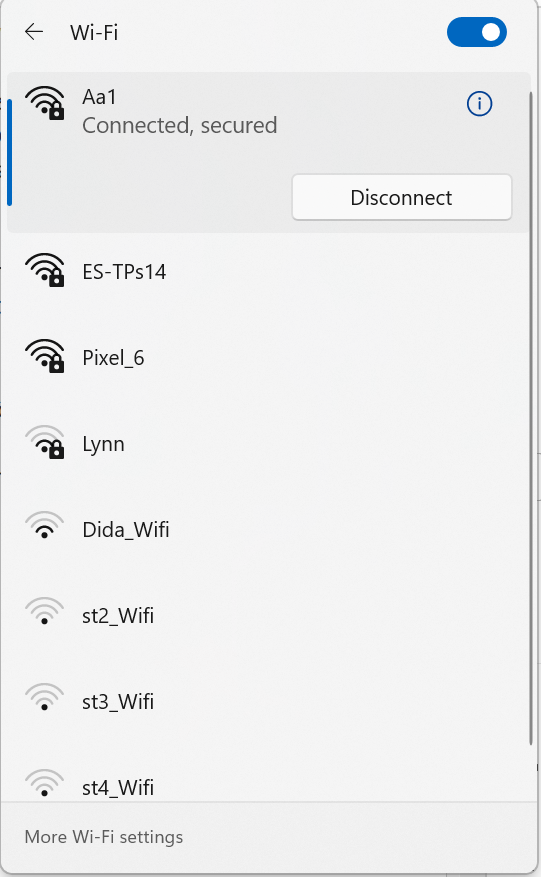 Wi-Fi
Aa1
Connected, secured
Disconnect
ES-TPs14
Pixel_6
Lynn
Dida_Wifi
st2_Wifi
st3_Wifi
st4_Wifi
More Wi-Fi settings